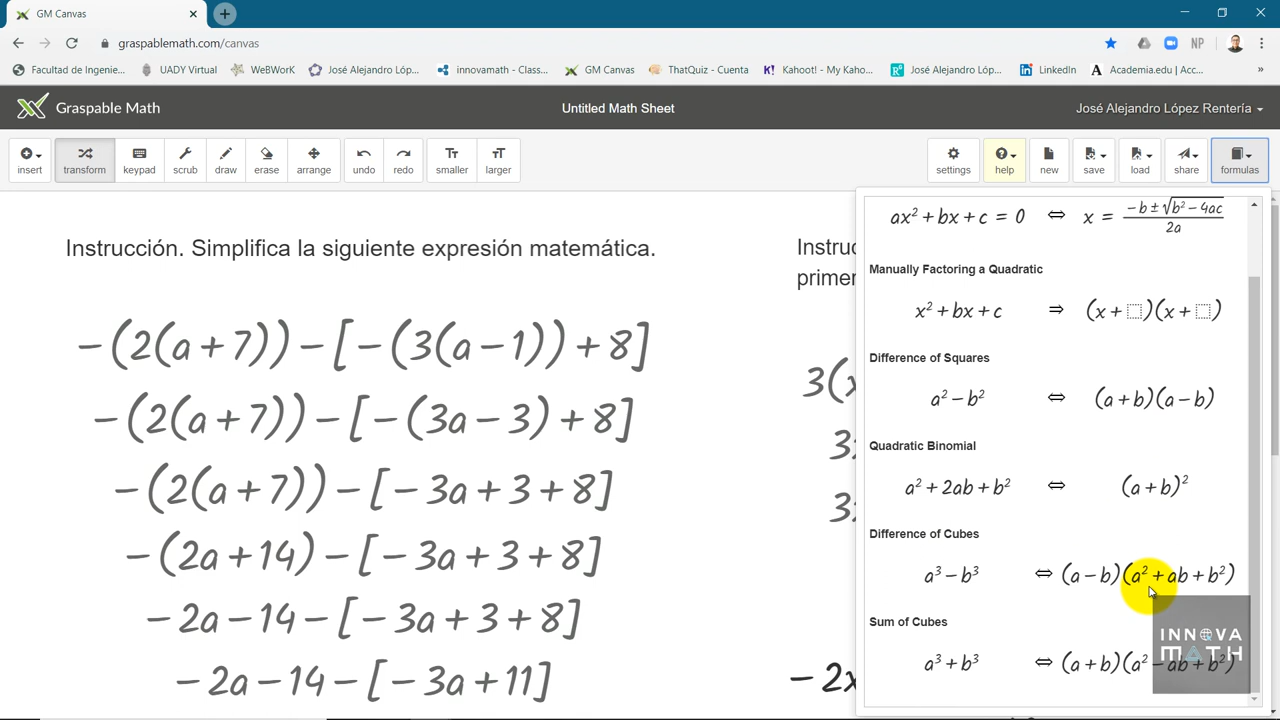 GM Canvas
graspablemath.com/canvas
NP
Facultad de Ingenie... UADY Virtual WeBWorK José Alejandro Lóp... innovamath - Class... GM Canvas ThatQuiz - Cuenta Kahoot! - My Kaho... José Alejandro Lóp... LinkedIn Academia.edu | Acc... »
Graspable Math Untitled Math Sheet José Alejandro López Rentería
insert transform keypad scrub draw erase arrange undo redo smaller larger settings help new save load share formulas
Instrucción. Simplifica la siguiente expresión matemática.
−(2(a+7))−[−(3(a−1))+8]
−(2(a+7))−[−(3a−3)+8]
−(2(a+7))−[−3a+3+8]
−(2a+14)−[−3a+3+8]
−2a−14−[−3a+3+8]
−2a−14−[−3a+11]
Instruc
primer
3(x
−2x
ax²+bx+c = 0 ⇔ x = (−b±√(b²−4ac))/(2a)
Manually Factoring a Quadratic
x²+bx+c ⇒ (x+□)(x+□)
Difference of Squares
a²−b² ⇔ (a+b)(a−b)
Quadratic Binomial
a²+2ab+b² ⇔ (a+b)²
Difference of Cubes
a³−b³ ⇔ (a−b)(a²+ab+b²)
Sum of Cubes
a³+b³ ⇔ (a+b)(a²−ab+b²)
INNOVA
MATH